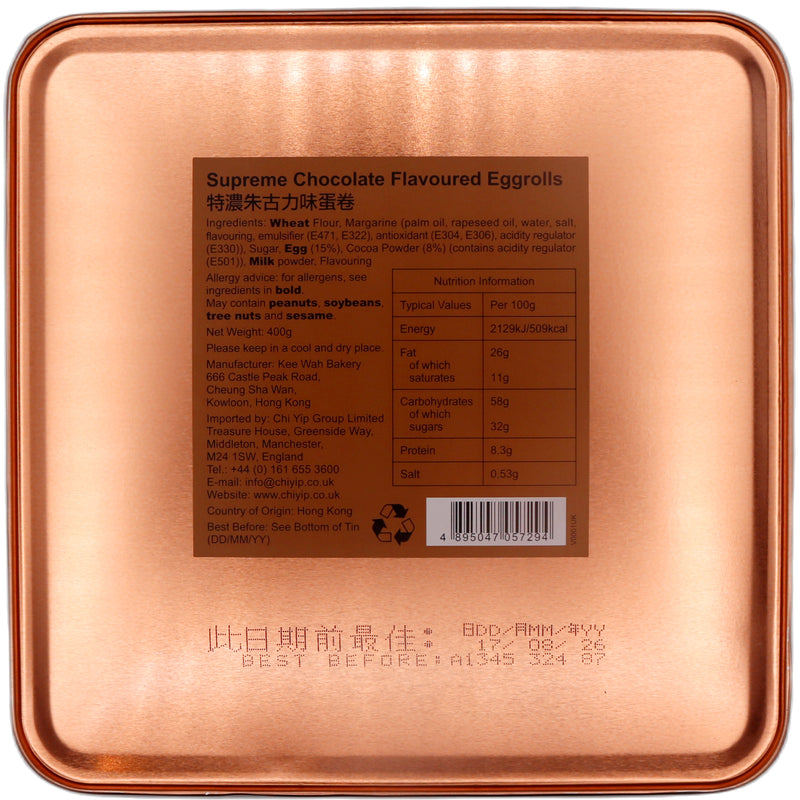 Supreme Chocolate Flavoured Eggrolls
特濃朱古力味蛋卷
Ingredients: Wheat Flour, Margarine (palm oil, rapeseed oil, water, salt,
flavouring, emulsifier (E471, E322), antioxidant (E304, E306), acidity regulator
(E330)), Sugar, Egg (15%), Cocoa Powder (8%) (contains acidity regulator
(E501)), Milk powder, Flavouring
Allergy advice: for allergens, see
ingredients in bold.
May contain peanuts, soybeans,
tree nuts and sesame.
Net Weight: 400g
Please keep in a cool and dry place.
Manufacturer: Kee Wah Bakery
666 Castle Peak Road,
Cheung Sha Wan,
Kowloon, Hong Kong
Imported by: Chi Yip Group Limited
Treasure House, Greenside Way,
Middleton, Manchester,
M24 1SW, England
Tel.: +44 (0) 161 655 3600
E-mail: info@chiyip.co.uk
Website: www.chiyip.co.uk
Country of Origin: Hong Kong
Best Before: See Bottom of Tin
(DD/MM/YY)
Nutrition Information
Typical Values Per 100g
Energy 2129kJ/509kcal
Fat 26g
of which
saturates 11g
Carbohydrates 58g
of which
sugars 32g
Protein 8.3g
Salt 0.53g
4 895047 057294
V0001UK
此日期前最佳: 日DD/月MM/年YY
17/ 08/ 26
BEST BEFORE: A1345 324 87